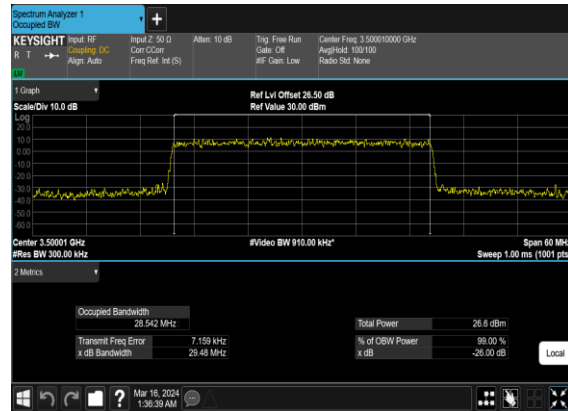 Spectrum Analyzer 1
Occupied BW
KEYSIGHT Input: RF Input Z: 50 Ω Atten: 10 dB Trig: Free Run Center Freq: 3.500010000 GHz
R T Coupling: DC Corr CCorr Gate: Off Avg|Hold: 100/100
Align: Auto Freq Ref: Int (S) #IF Gain: Low Radio Std: None
LXI
1 Graph
Ref Lvl Offset 26.50 dB
Scale/Div 10.0 dB Ref Value 30.00 dBm
Log
20.0
10.0
0.00
-10.0
-20.0
-30.0
-40.0
-50.0
-60.0
Center 3.50001 GHz #Video BW 910.00 kHz* Span 60 MHz
#Res BW 300.00 kHz Sweep 1.00 ms (1001 pts
2 Metrics
Occupied Bandwidth
28.542 MHz Total Power 26.6 dBm
Transmit Freq Error 7.159 kHz % of OBW Power 99.00 %
x dB Bandwidth 29.48 MHz x dB -26.00 dB
Local
? Mar 16, 2024
1:36:39 AM